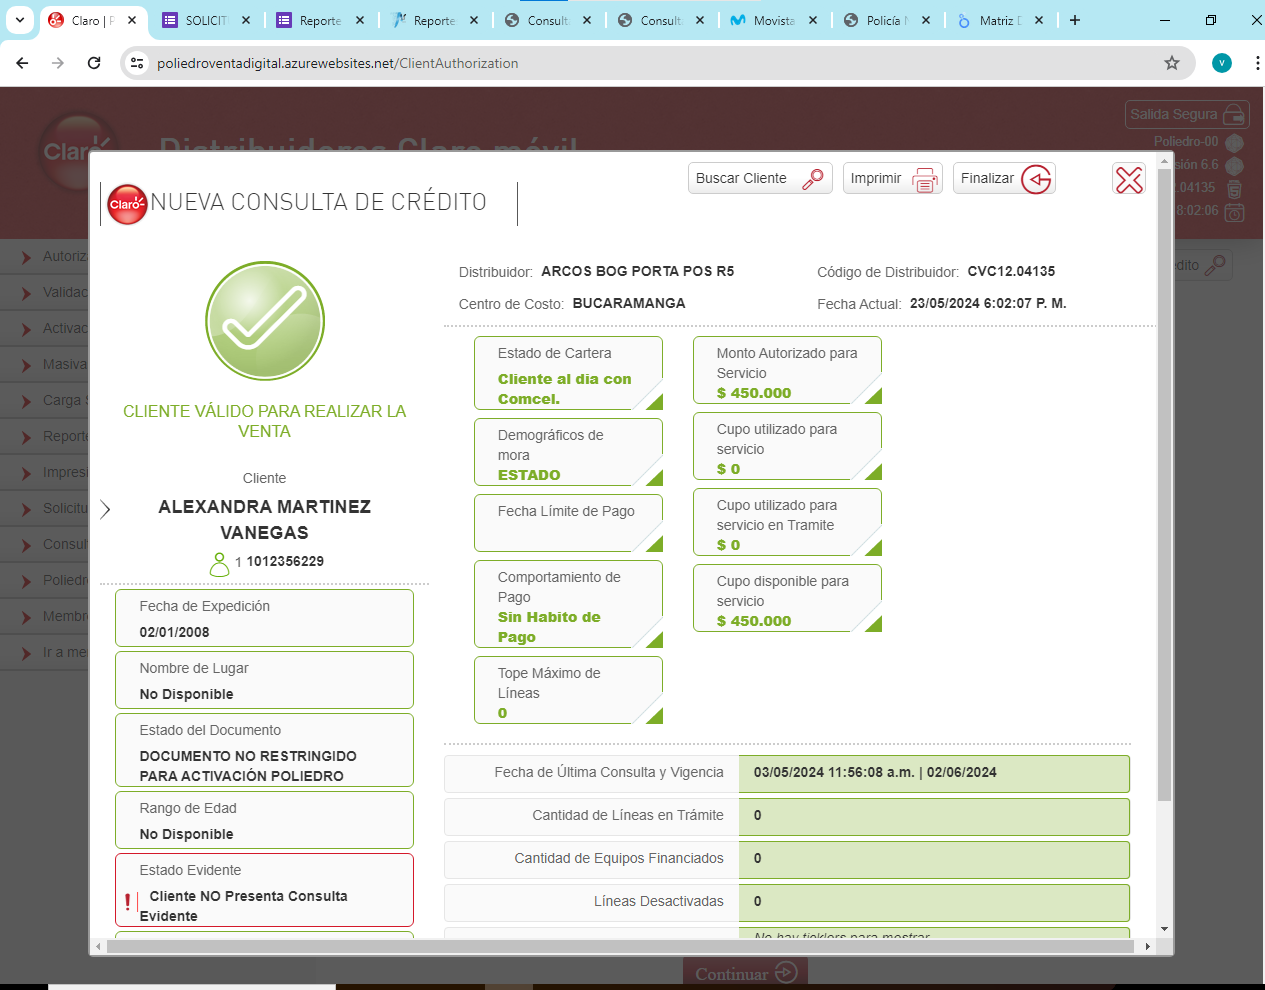 Claro | P
SOLICIT
Reporte
Reporte
Consult
Consult
Movista
Policía N
Matriz D
poliedroventadigital.azurewebsites.net/ClientAuthorization
V
Claro
Distribuidores Claro móvil
Salida Segura
Poliedro-00
sión 6.6
2.04135
8:02:06
Buscar Cliente
Imprimir
Finalizar
Claro
NUEVA CONSULTA DE CRÉDITO
Autoriz
Validac
Activac
Masiva
Carga S
Reporte
Impresi
Solicitu
Consul
Poliedr
Membr
Ir a me
édito
CLIENTE VÁLIDO PARA REALIZAR LA
VENTA
Cliente
ALEXANDRA MARTINEZ
VANEGAS
1 1012356229
Fecha de Expedición
02/01/2008
Nombre de Lugar
No Disponible
Estado del Documento
DOCUMENTO NO RESTRINGIDO
PARA ACTIVACIÓN POLIEDRO
Rango de Edad
No Disponible
Estado Evidente
Cliente NO Presenta Consulta
Evidente
Distribuidor: ARCOS BOG PORTA POS R5
Código de Distribuidor: CVC12.04135
Centro de Costo: BUCARAMANGA
Fecha Actual: 23/05/2024 6:02:07 P. M.
Estado de Cartera
Cliente al dia con
Comcel.
Demográficos de
mora
ESTADO
Fecha Límite de Pago
Comportamiento de
Pago
Sin Habito de
Pago
Tope Máximo de
Líneas
0
Monto Autorizado para
Servicio
$ 450.000
Cupo utilizado para
servicio
$ 0
Cupo utilizado para
servicio en Tramite
$ 0
Cupo disponible para
servicio
$ 450.000
Fecha de Última Consulta y Vigencia
03/05/2024 11:56:08 a.m. | 02/06/2024
Cantidad de Líneas en Trámite
0
Cantidad de Equipos Financiados
0
Líneas Desactivadas
0
No hay ticklers para mostrar
Continuar